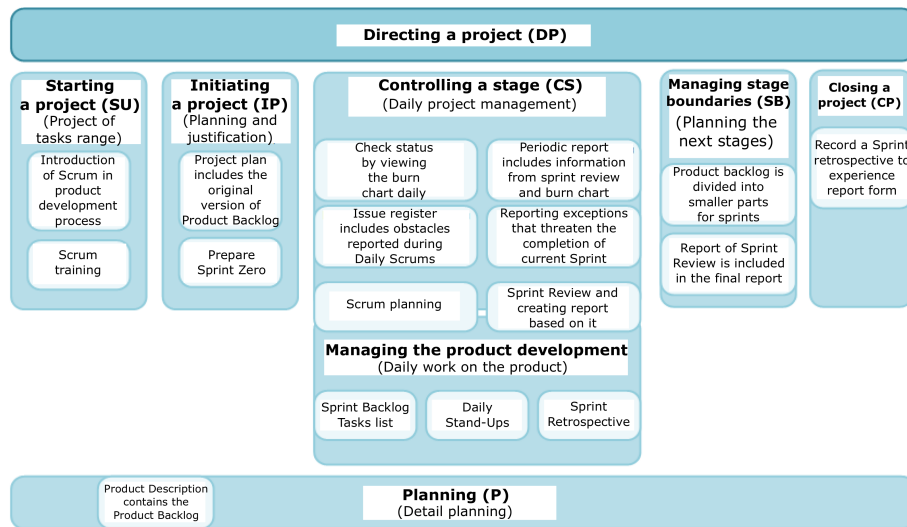 Directing a project (DP)
Starting
a project (SU)
(Project of
tasks range)
Introduction
of Scrum in
product
development
process
Scrum
training
Initiating
a project (IP)
(Planning and
justification)
Project plan
includes the
original
version of
Product Backlog
Prepare
Sprint Zero
Controlling a stage (CS)
(Daily project management)
Check status
by viewing
the burn
chart daily
Periodic report
includes information
from sprint review
and burn chart
Issue register
includes obstacles
reported during
Daily Scrums
Reporting exceptions
that threaten the
completion of
current Sprint
Scrum planning
Sprint Review and
creating report
based on it
Managing the product development
(Daily work on the product)
Sprint Backlog
Tasks list
Daily
Stand-Ups
Sprint
Retrospective
Managing stage
boundaries (SB)
(Planning the
next stages)
Product backlog is
divided into
smaller parts
for sprints
Report of Sprint
Review is included
in the final report
Closing a
project (CP)
Record a Sprint
retrospective to
experience
report form
Product Description
contains the
Product Backlog
Planning (P)
(Detail planning)